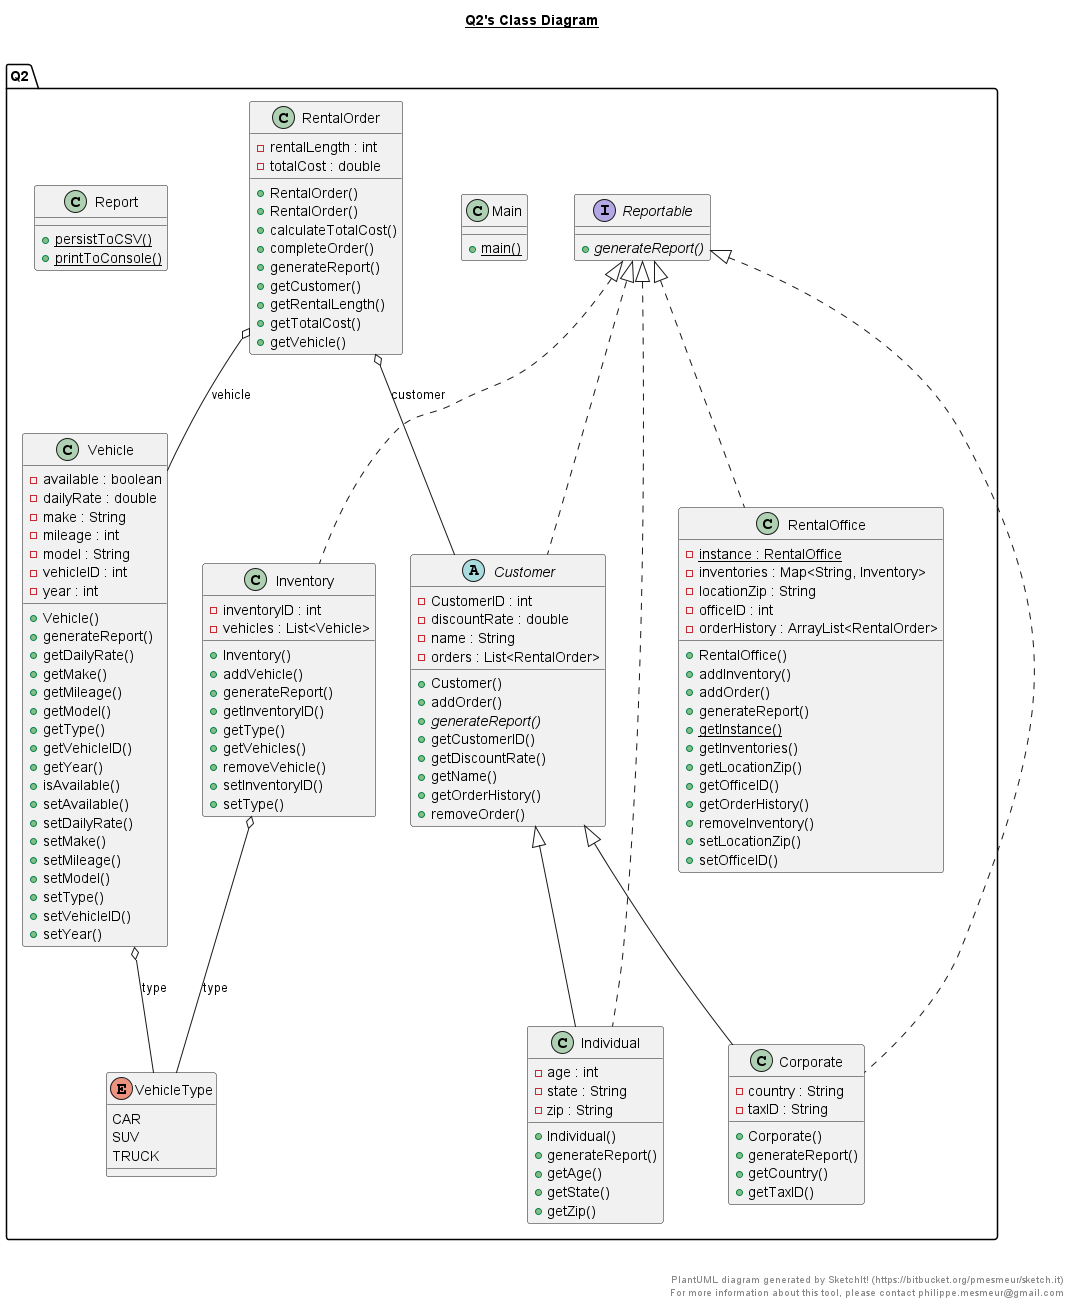 Q2's Class Diagram
Q2
C RentalOrder
rentalLength : int
totalCost : double
RentalOrder()
RentalOrder()
calculateTotalCost()
completeOrder()
generateReport()
getCustomer()
getRentalLength()
getTotalCost()
getVehicle()
C Report
persistToCSV()
printToConsole()
C Main
main()
I Reportable
generateReport()
vehicle
customer
C Vehicle
available : boolean
dailyRate : double
make : String
mileage : int
model : String
vehicleID : int
year : int
Vehicle()
generateReport()
getDailyRate()
getMake()
getMileage()
getModel()
getType()
getVehicleID()
getYear()
isAvailable()
setAvailable()
setDailyRate()
setMake()
setMileage()
setModel()
setType()
setVehicleID()
setYear()
C Inventory
inventoryID : int
vehicles : List<Vehicle>
Inventory()
addVehicle()
generateReport()
getInventoryID()
getType()
getVehicles()
removeVehicle()
setInventoryID()
setType()
A Customer
CustomerID : int
discountRate : double
name : String
orders : List<RentalOrder>
Customer()
addOrder()
generateReport()
getCustomerID()
getDiscountRate()
getName()
getOrderHistory()
removeOrder()
C RentalOffice
instance : RentalOffice
inventories : Map<String, Inventory>
locationZip : String
officeID : int
orderHistory : ArrayList<RentalOrder>
RentalOffice()
addInventory()
addOrder()
generateReport()
getInstance()
getInventories()
getLocationZip()
getOfficeID()
getOrderHistory()
removeInventory()
setLocationZip()
setOfficeID()
type
type
E VehicleType
CAR
SUV
TRUCK
C Individual
age : int
state : String
zip : String
Individual()
generateReport()
getAge()
getState()
getZip()
C Corporate
country : String
taxID : String
Corporate()
generateReport()
getCountry()
getTaxID()
PlantUML diagram generated by SketchIt! (https://bitbucket.org/pmesmeur/sketch.it)
For more information about this tool, please contact philippe.mesmeur@gmail.com